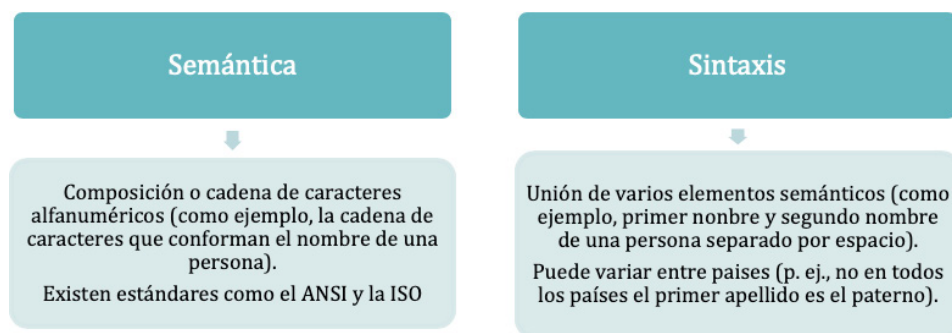 Semántica
Composición o cadena de caracteres
alfanuméricos (como ejemplo, la cadena de
caracteres que conforman el nombre de una
persona).
Existen estándares como el ANSI y la ISO
Sintaxis
Unión de varios elementos semánticos (como
ejemplo, primer nonbre y segundo nombre
de una persona separado por espacio).
Puede variar entre paises (p. ej., no en todos
los países el primer apellido es el paterno).